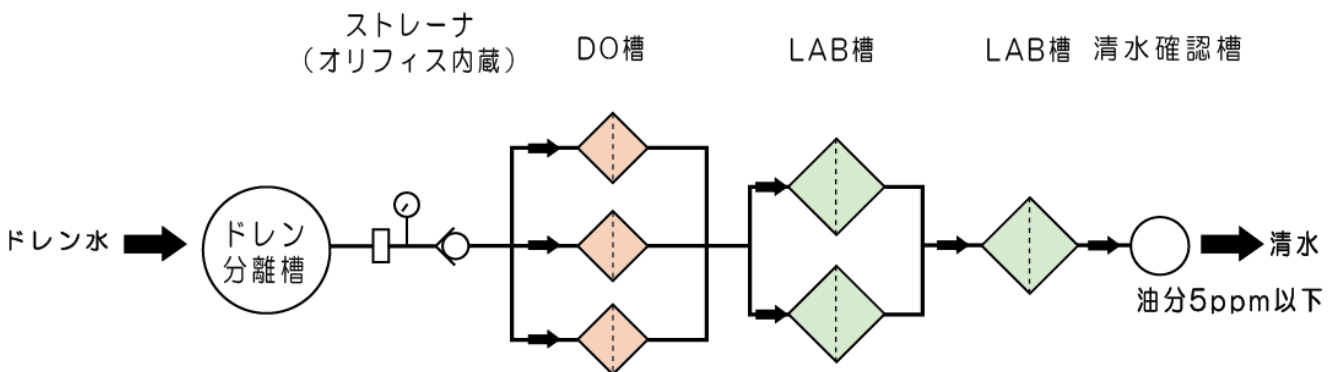 ストレーナ
（オリフィス内蔵）
DO槽
LAB槽
LAB槽
清水確認槽
ドレン水
ドレン
分離槽
清水
油分5ppm以下